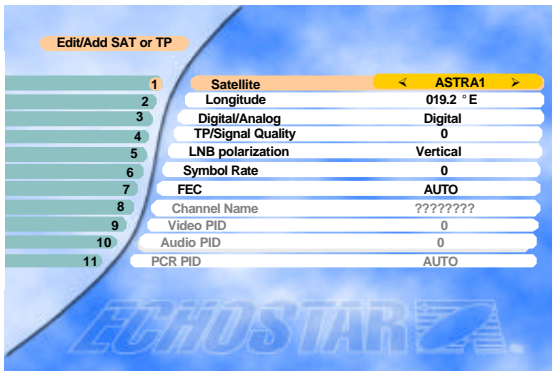 Edit/Add SAT or TP
1 Satellite ASTRA1
2 Longitude 019.2 °E
3 Digital/Analog Digital
4 TP/Signal Quality 0
5 LNB polarization Vertical
6 Symbol Rate 0
7 FEC AUTO
8 Channel Name ????????
9 Video PID 0
10 Audio PID 0
11 PCR PID AUTO
ECHOSTAR